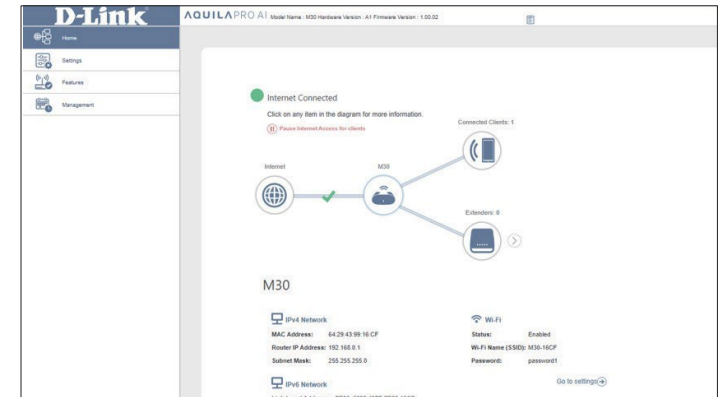 D-Link
AQUILAPRO AI Model Name : M30 Hardware Version : A1 Firmware Version : 1.00.02
Home
Settings
Features
Management
Internet Connected
Click on any item in the diagram for more information.
Pause Internet Access for clients
Connected Clients: 1
Internet
M30
Extenders: 0
M30
IPv4 Network
MAC Address: 64:29:43:99:16:CF
Router IP Address: 192.168.0.1
Subnet Mask: 255.255.255.0
IPv6 Network
Wi-Fi
Status: Enabled
Wi-Fi Name (SSID): M30-16CF
Password: password1
Go to settings